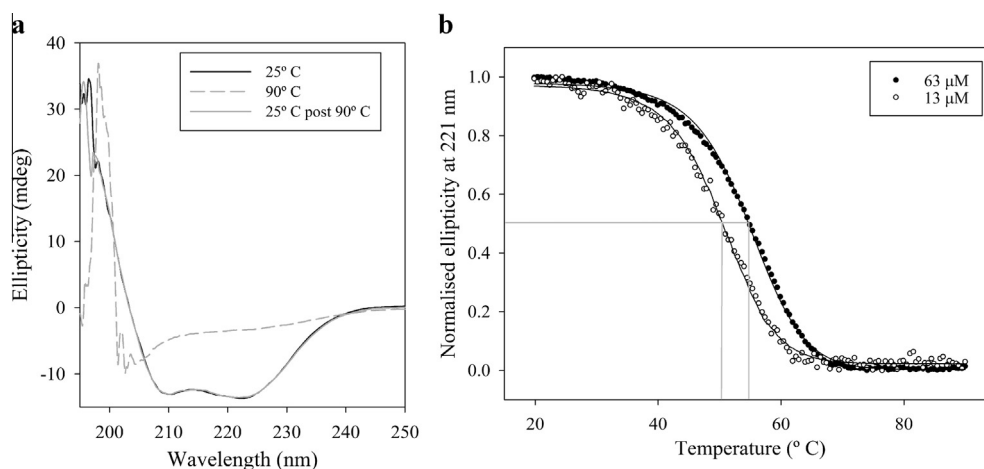 a
40
30
20
10
0
-10
Ellipticity (mdeg)
200
210
220
230
240
250
Wavelength (nm)
25º C
90º C
25º C post 90º C
b
1.0
0.8
0.6
0.4
0.2
0.0
Normalised ellipticity at 221 nm
20
40
60
80
Temperature (º C)
63 µM
13 µM